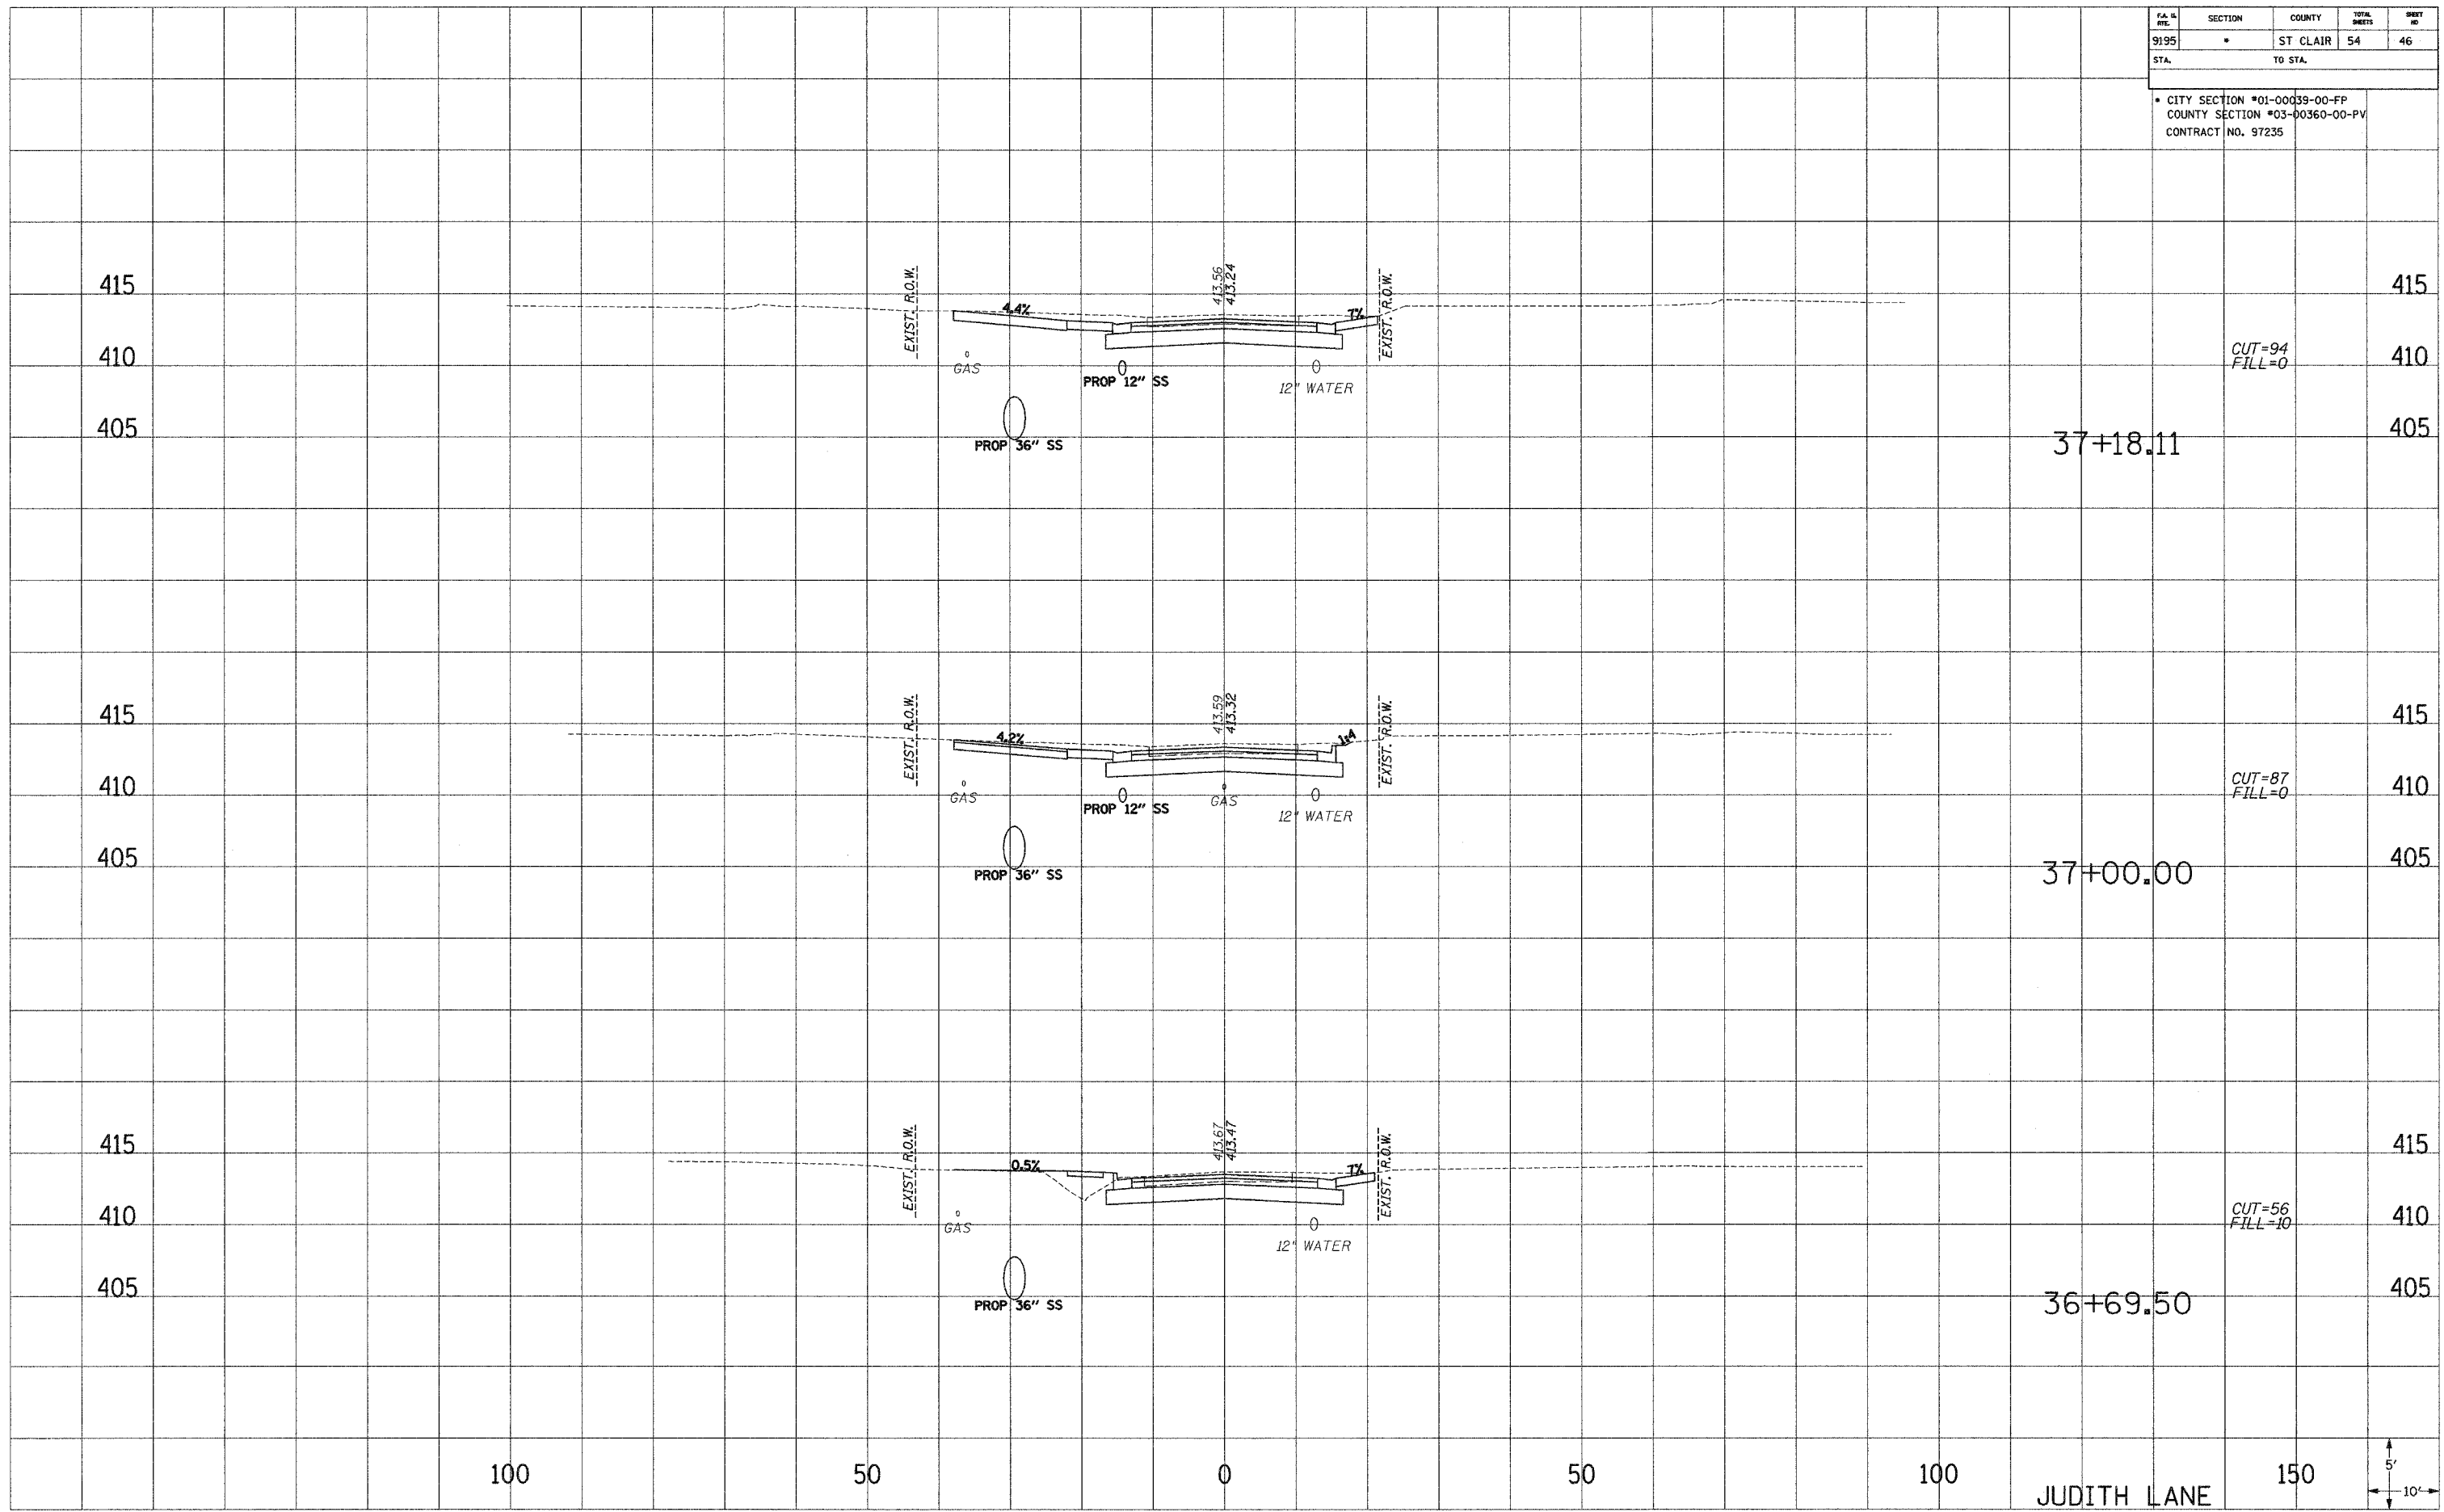 F.A. U. RTE. SECTION COUNTY TOTAL SHEETS SHEET NO
9195 * ST CLAIR 54 46
STA. TO STA.
* CITY SECTION #01-00039-00-FP
COUNTY SECTION #03-00360-00-PV
CONTRACT NO. 97235
415 EXIST. R.O.W. 4.4% 413.56 413.24 7% EXIST. R.O.W. 415
410 GAS PROP 12" SS 12" WATER CUT=94 FILL=0 410
405 PROP 36" SS 37+18.11 405
415 EXIST. R.O.W. 4.2% 413.59 413.32 1:4 EXIST. R.O.W. 415
410 GAS PROP 12" SS GAS 12" WATER CUT=87 FILL=0 410
405 PROP 36" SS 37+00.00 405
415 EXIST. R.O.W. 0.5% 413.67 413.47 7% EXIST. R.O.W. 415
410 GAS 12" WATER CUT=56 FILL=10 410
405 PROP 36" SS 36+69.50 405
100 50 0 50 100 150
JUDITH LANE
5'
10'